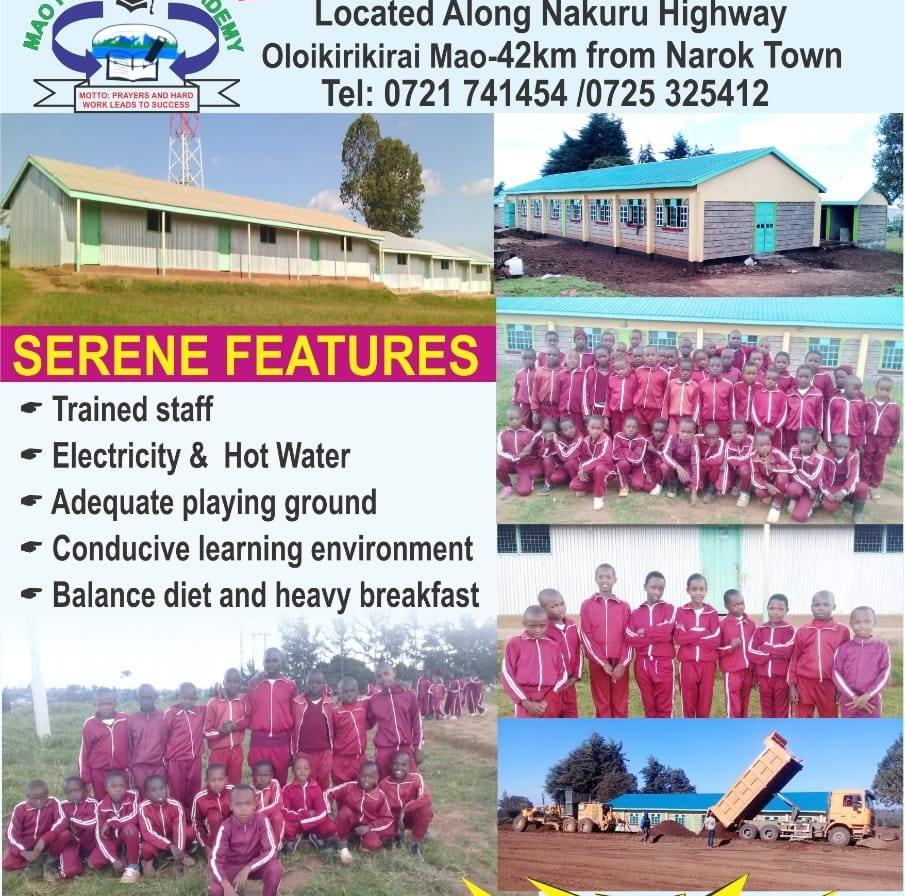 MAO
DEMY
MOTTO: PRAYERS AND HARD
WORK LEADS TO SUCCESS
Located Along Nakuru Highway
Oloikirikirai Mao-42km from Narok Town
Tel: 0721 741454 /0725 325412
SERENE FEATURES
Trained staff
Electricity & Hot Water
Adequate playing ground
Conducive learning environment
Balance diet and heavy breakfast